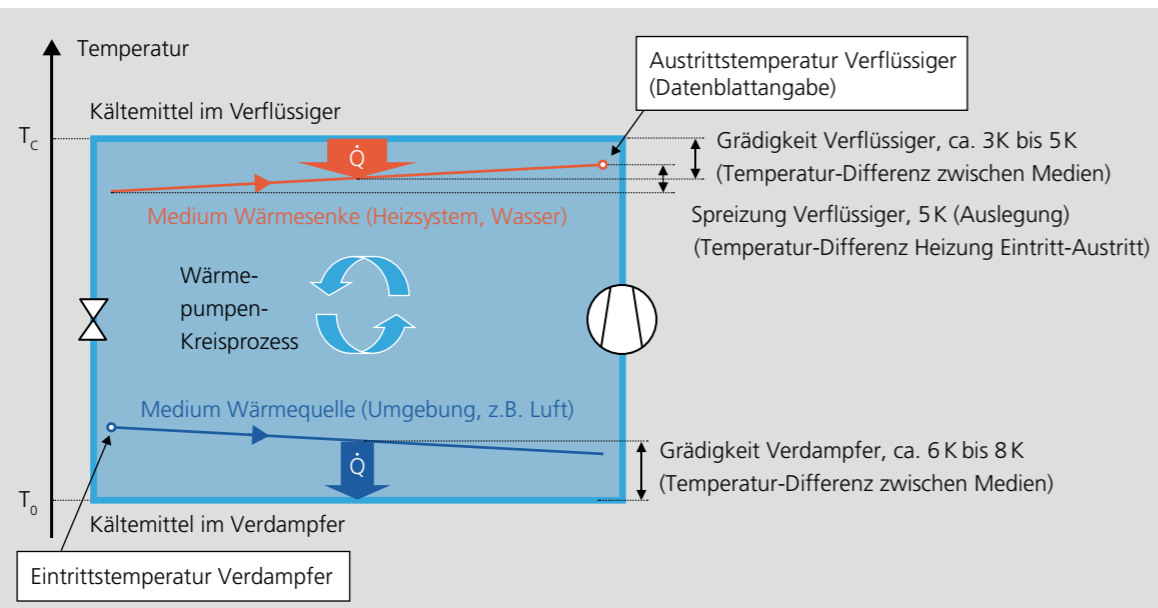 Temperatur
Austrittstemperatur Verflüssiger
(Datenblattangabe)
Kältemittel im Verflüssiger
T_C
Q̇
Grädigkeit Verflüssiger, ca. 3K bis 5K
(Temperatur-Differenz zwischen Medien)
Medium Wärmesenke (Heizsystem, Wasser)
Spreizung Verflüssiger, 5K (Auslegung)
(Temperatur-Differenz Heizung Eintritt-Austritt)
Wärme-
pumpen-
Kreisprozess
Medium Wärmequelle (Umgebung, z.B. Luft)
Q̇
Grädigkeit Verdampfer, ca. 6K bis 8K
(Temperatur-Differenz zwischen Medien)
T_0
Kältemittel im Verdampfer
Eintrittstemperatur Verdampfer